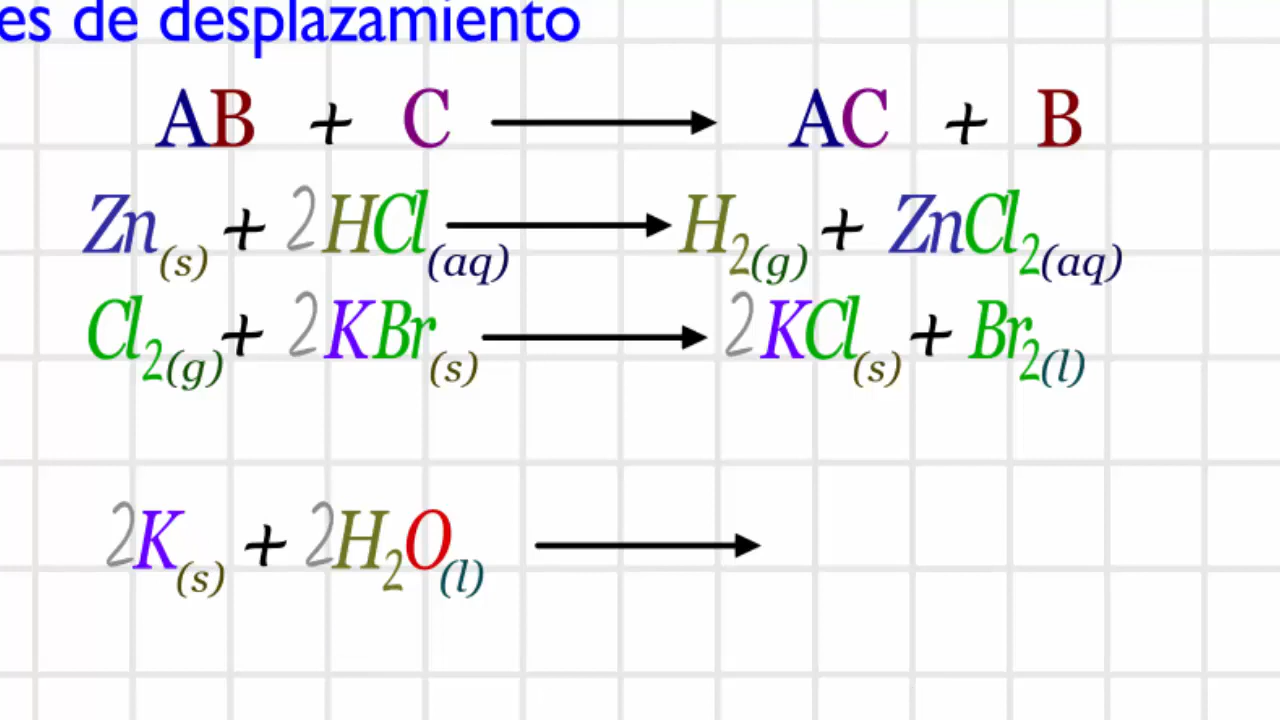 es de desplazamiento
AB + C ⟶ AC + B
Zn(s) + 2HCl(aq) ⟶ H₂(g) + ZnCl₂(aq)
Cl₂(g) + 2KBr(s) ⟶ 2KCl(s) + Br₂(l)
2K(s) + 2H₂O(l) ⟶